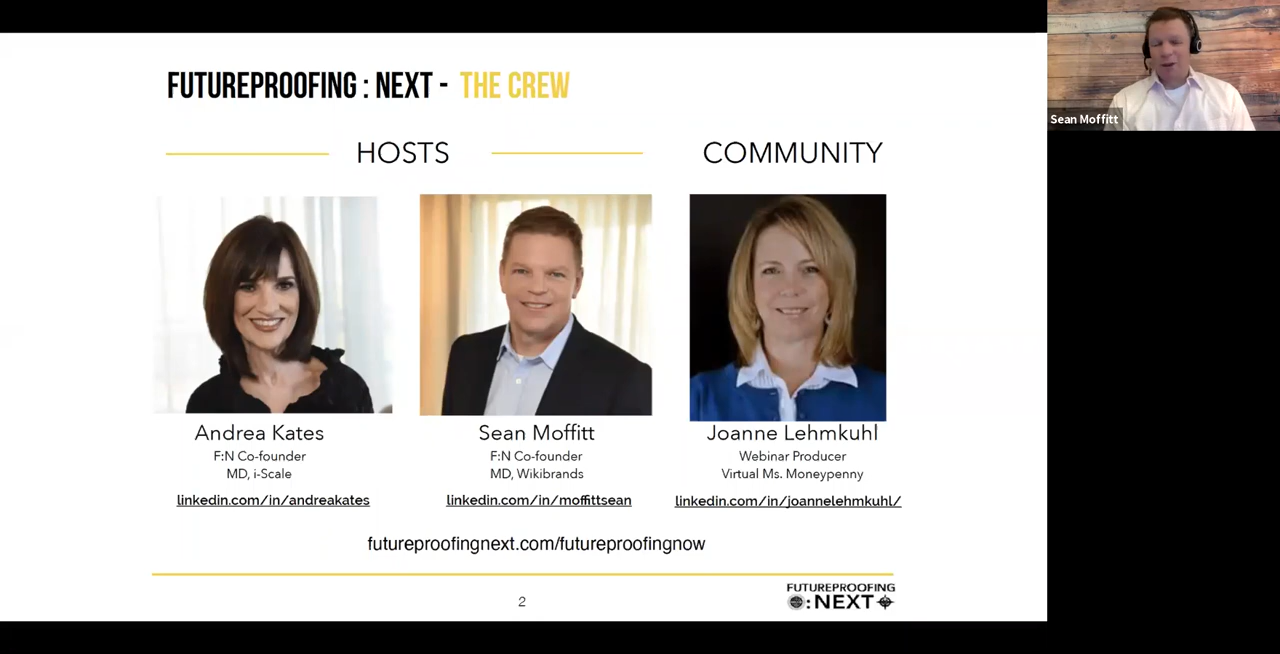 FUTUREPROOFING : NEXT - THE CREW
HOSTS
COMMUNITY
Andrea Kates
F:N Co-founder
MD, i-Scale
linkedin.com/in/andreakates
Sean Moffitt
F:N Co-founder
MD, Wikibrands
linkedin.com/in/moffittsean
Joanne Lehmkuhl
Webinar Producer
Virtual Ms. Moneypenny
linkedin.com/in/joannelehmkuhl/
futureproofingnext.com/futureproofingnow
2
FUTUREPROOFING
:NEXT
Sean Moffitt